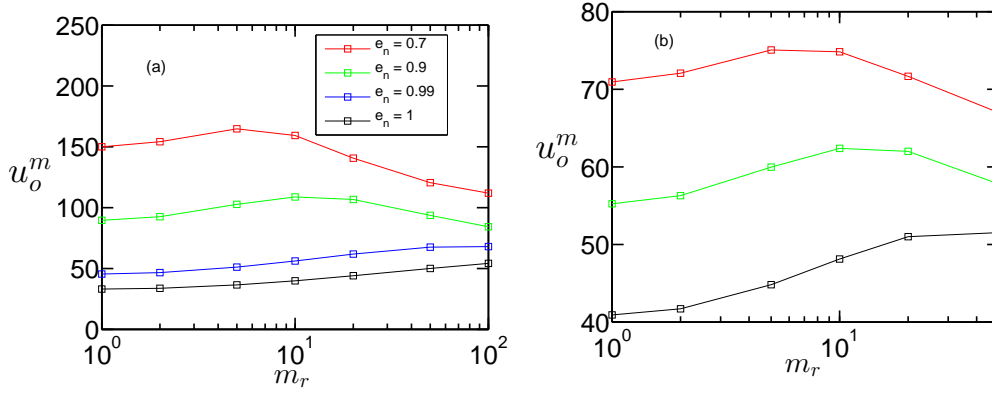 250
200
150
100
50
0
u_o^m
(a)
e_n = 0.7
e_n = 0.9
e_n = 0.99
e_n = 1
10^0
10^1
10^2
m_r
80
70
60
50
40
u_o^m
(b)
10^0
10^1
m_r